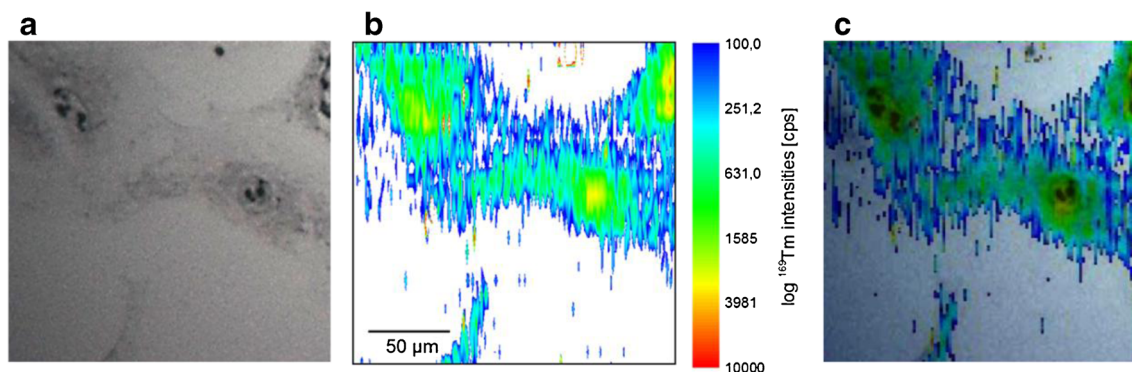 a
b
c
100,0
251,2
631,0
1585
3981
10000
log ¹⁶⁹Tm intensities [cps]
50 µm